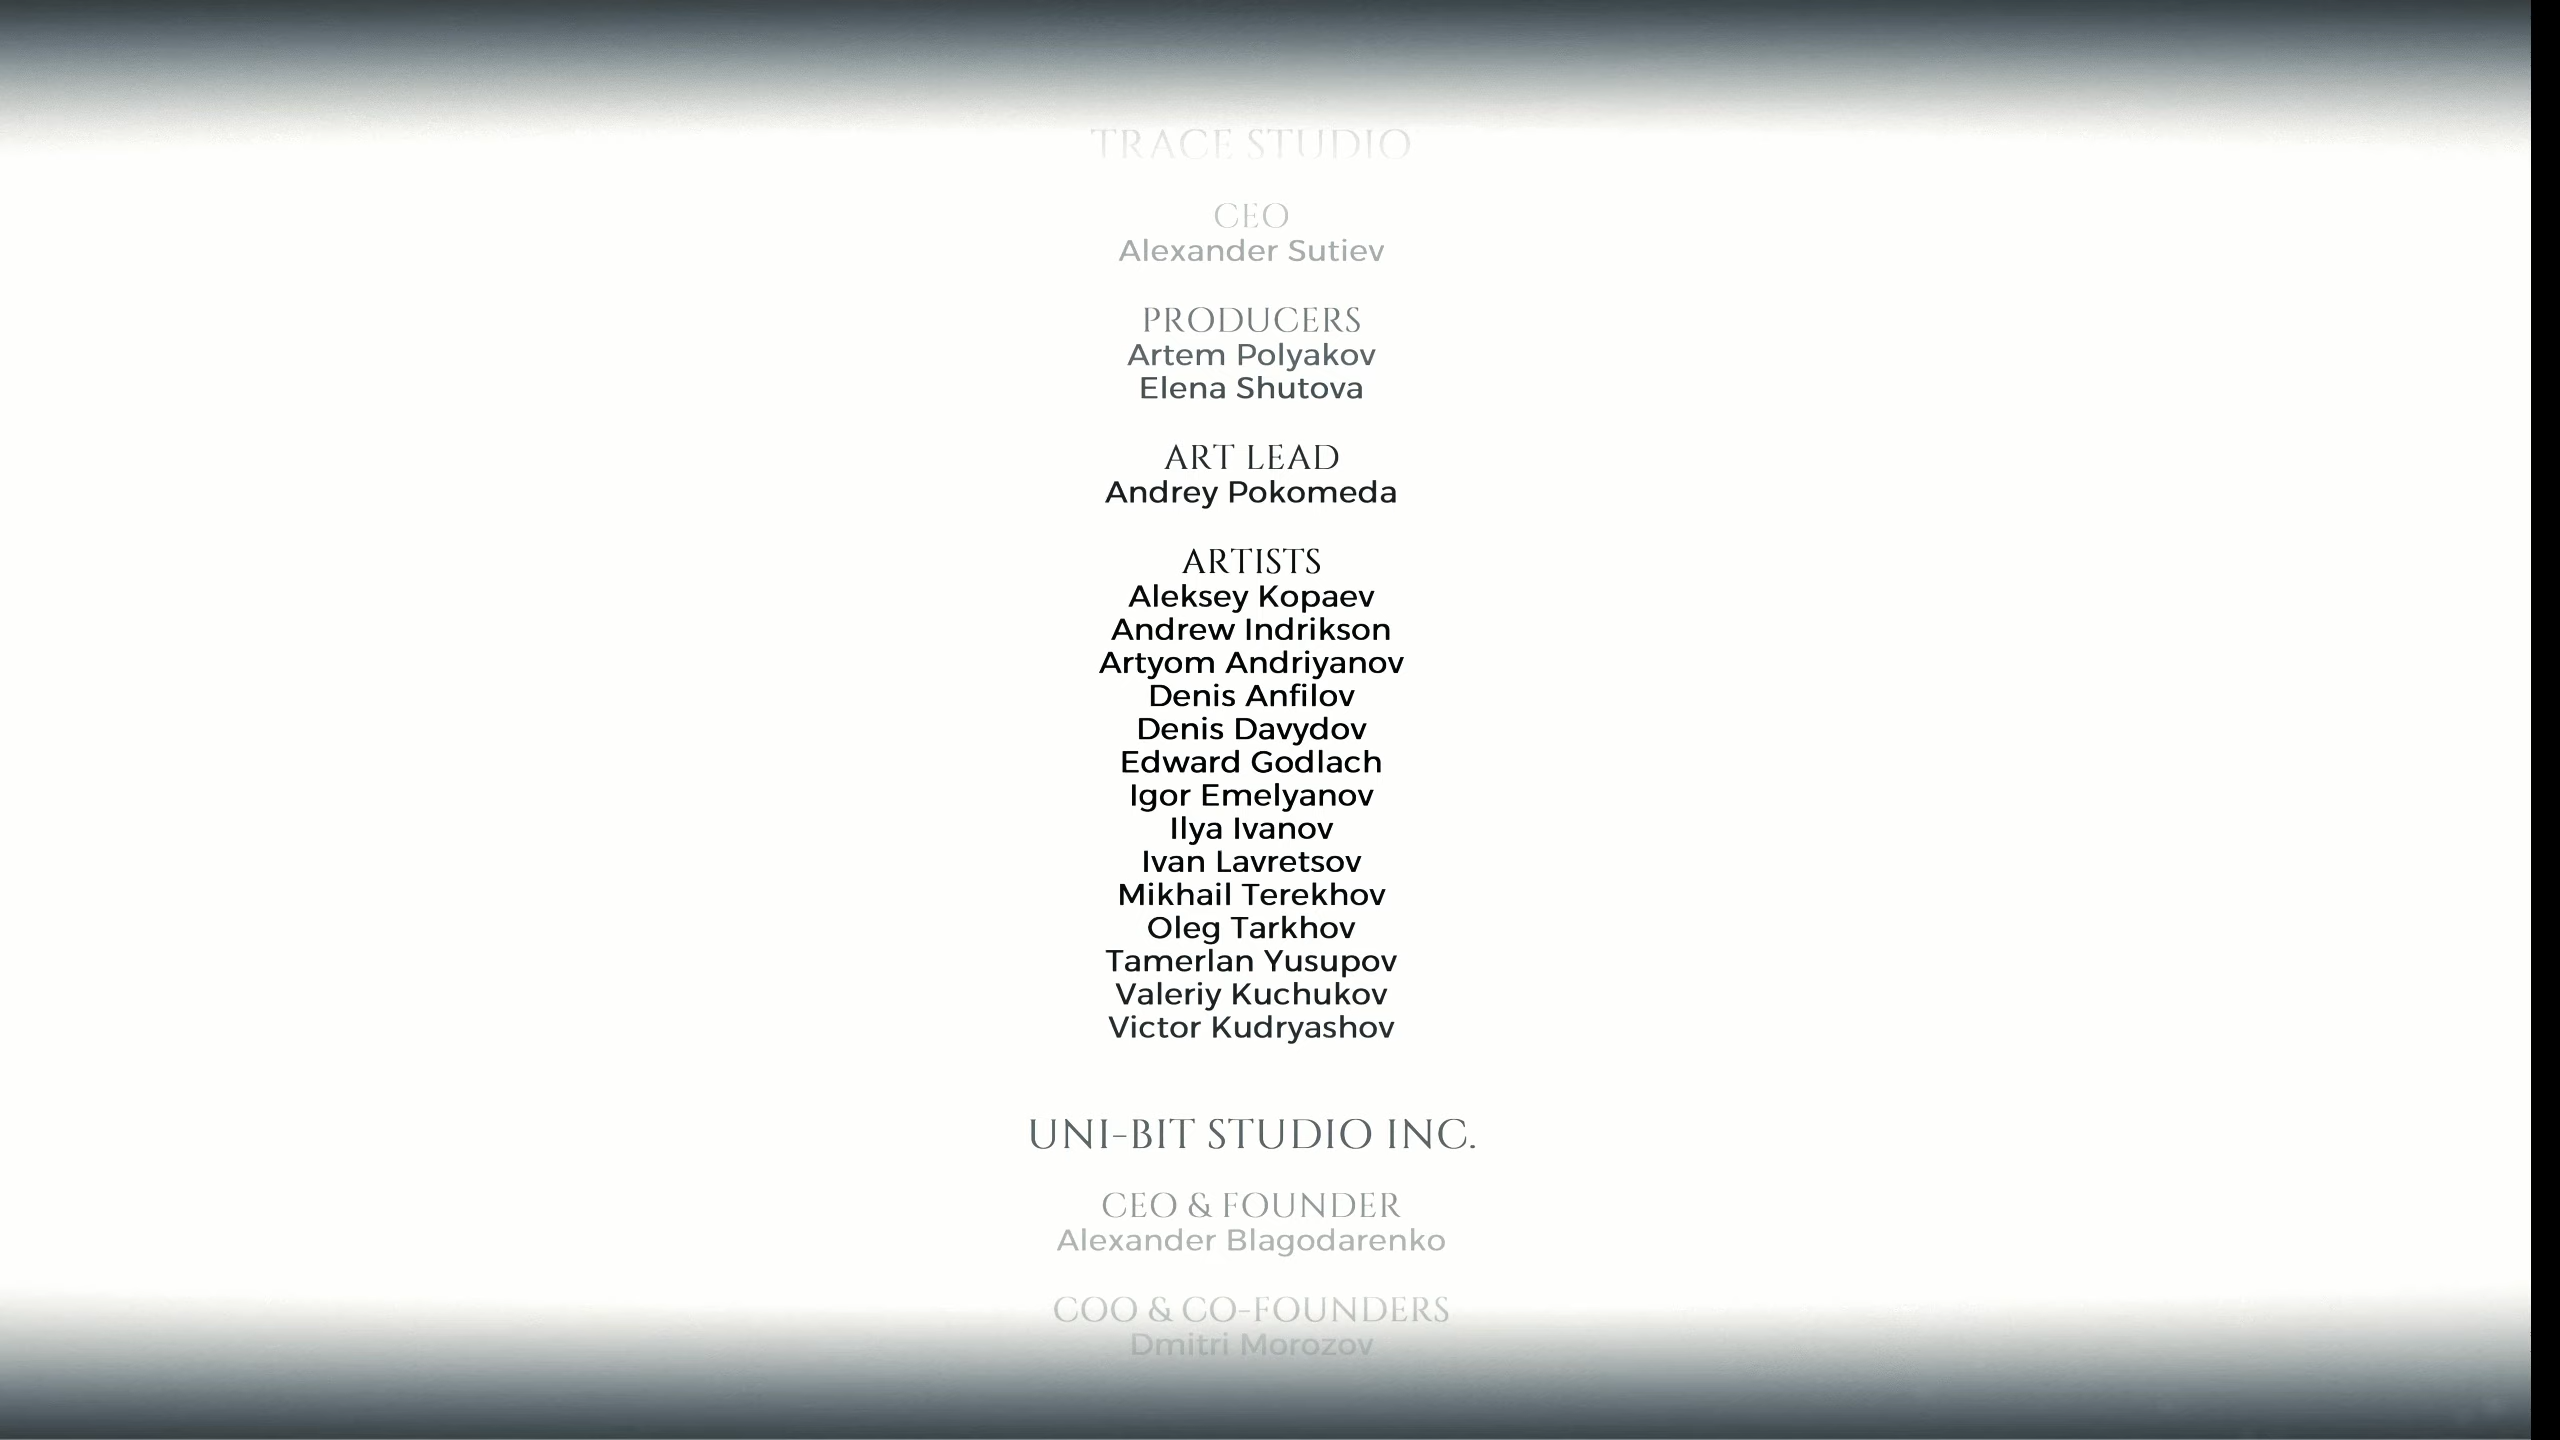 TRACE STUDIO
CEO
Alexander Sutiev
PRODUCERS
Artem Polyakov
Elena Shutova
ART LEAD
Andrey Pokomeda
ARTISTS
Aleksey Kopaev
Andrew Indrikson
Artyom Andriyanov
Denis Anfilov
Denis Davydov
Edward Godlach
Igor Emelyanov
Ilya Ivanov
Ivan Lavretsov
Mikhail Terekhov
Oleg Tarkhov
Tamerlan Yusupov
Valeriy Kuchukov
Victor Kudryashov
UNI-BIT STUDIO INC.
CEO & FOUNDER
Alexander Blagodarenko
COO & CO-FOUNDERS
Dmitri Morozov